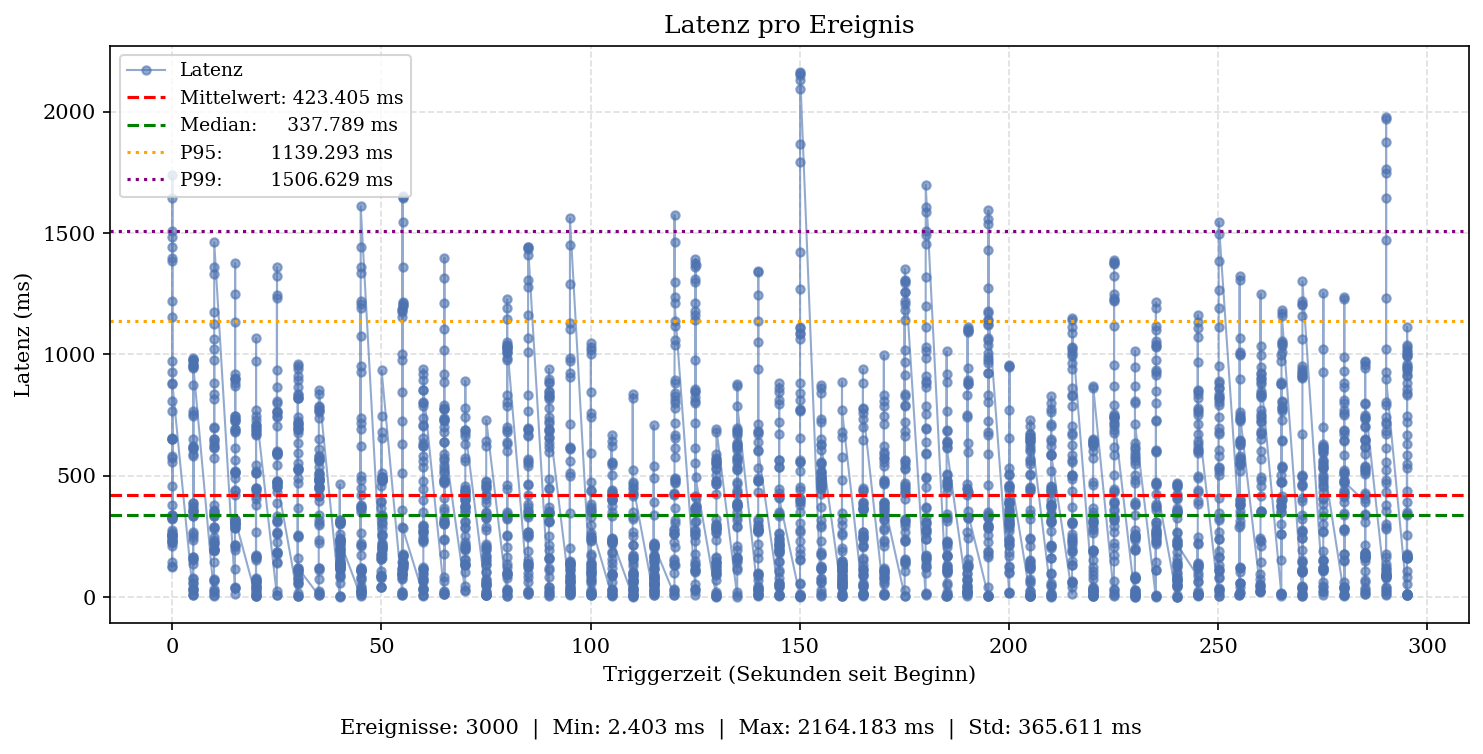 Latenz pro Ereignis
Latenz
Mittelwert: 423.405 ms
Median: 337.789 ms
P95: 1139.293 ms
P99: 1506.629 ms
Latenz (ms)
2000
1500
1000
500
0
0 50 100 150 200 250 300
Triggerzeit (Sekunden seit Beginn)
Ereignisse: 3000 | Min: 2.403 ms | Max: 2164.183 ms | Std: 365.611 ms